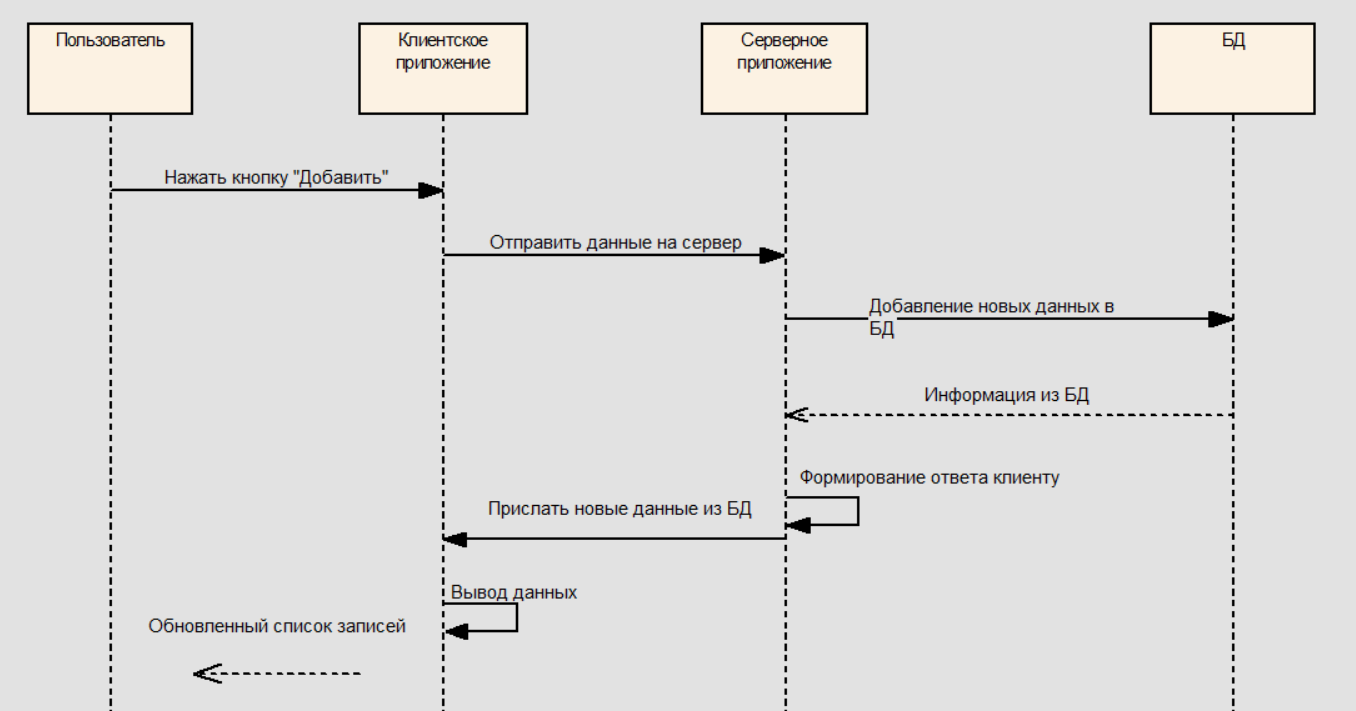 Пользователь
Клиентское
приложение
Серверное
приложение
БД
Нажать кнопку "Добавить"
Отправить данные на сервер
Добавление новых данных в
БД
Информация из БД
Формирование ответа клиенту
Прислать новые данные из БД
Вывод данных
Обновленный список записей